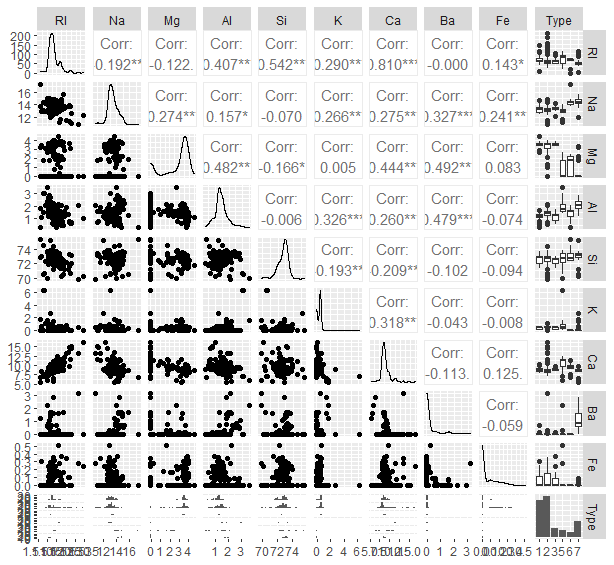 RI Na Mg Al Si K Ca Ba Fe Type
200 Corr: Corr: Corr: Corr: Corr: Corr: Corr: Corr: RI
150
100
50
0
0.192** -0.122. 0.407** 0.542** 0.290** 0.810*** -0.000 0.143*
16 Corr: Corr: Corr: Corr: Corr: Corr: Corr: Na
14
12
0.274** 0.157* -0.070 0.266** 0.275** 0.327*** 0.241**
4 Corr: Corr: Corr: Corr: Corr: Corr: Mg
3
2
1
0
0.482** -0.166* 0.005 0.444** 0.492** 0.083
3 Corr: Corr: Corr: Corr: Corr: Al
2
1
-0.006 0.326*** 0.260** 0.479*** -0.074
74 Corr: Corr: Corr: Corr: Si
72
70
0.193** 0.209** -0.102 -0.094
6 Corr: Corr: Corr: K
4
2
0
0.318** -0.043 -0.008
15.0 Corr: Corr: Ca
12.5
10.0
7.5
5.0
-0.113. 0.125.
3 Corr: Ba
2
1
0
-0.059
0.5 Fe
0.4
0.3
0.2
0.1
0.0
Type
12 14 16 0 1 2 3 4 1 2 3 70 72 74 0 2 4 6 0 1 2 3 1 2 3 5 6 7